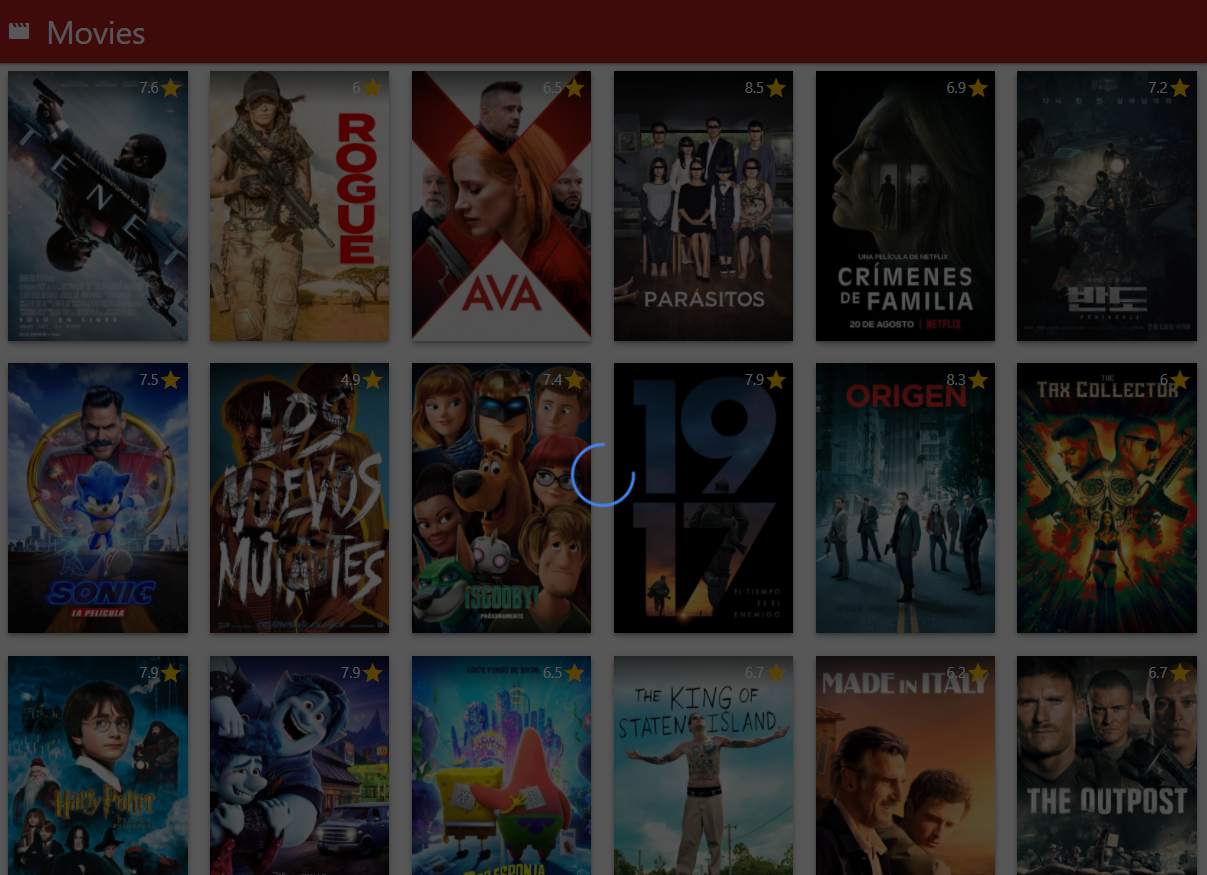 Movies
7.6
6
6.5
8.5
6.9
7.2
TENET
ROGUE
AVA
PARÁSITOS
UNA PELÍCULA DE NETFLIX
CRÍMENES
DE FAMILIA
20 DE AGOSTO | NETFLIX
반도
PENINSULA
SOLO EN CINES
7.5
4.9
7.4
7.9
8.3
6
SONIC
LA PELÍCULA
LOS
NUEVOS
MUTANTES
¡SCOOBY!
PRÓXIMAMENTE
19
17
EL TIEMPO
ES EL
ENEMIGO
ORIGEN
THE
TAX COLLECTOR
7.9
7.9
6.5
6.7
6.2
6.7
Harry Potter
THE KING OF
STATEN ISLAND
MADE IN ITALY
THE OUTPOST